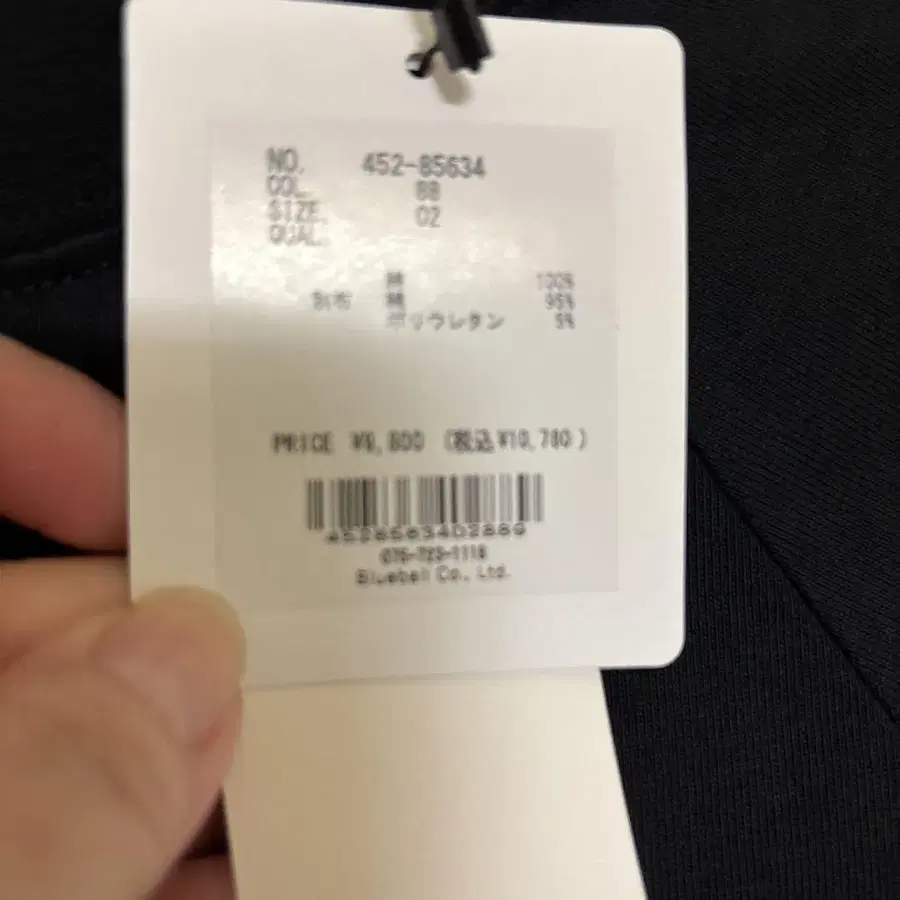 NO. 452-85634
COL. 88
SIZE. 02
QUAL.
綿 100%
別布 綿 95%
ポリウレタン 5%
PRICE ¥9,800 (税込¥10,780)
075-723-1118
Bluebell Co., Ltd.